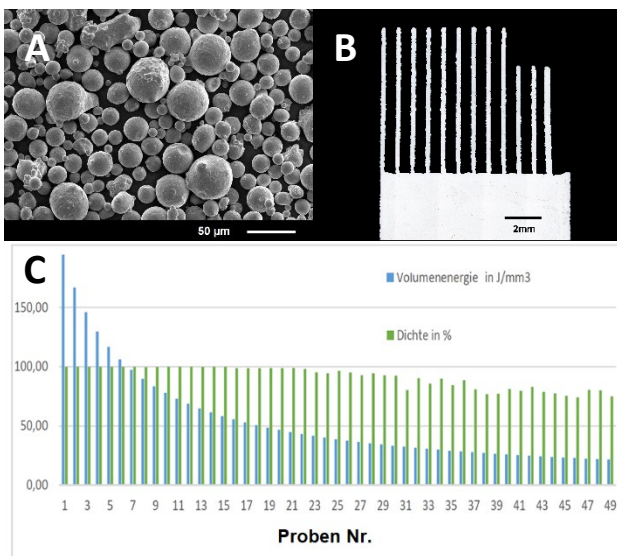 A
50 µm
B
2mm
C
Volumenenergie in J/mm3
Dichte in %
150,00
100,00
50,00
0,00
1 3 5 7 9 11 13 15 17 19 21 23 25 27 29 31 33 35 37 39 41 43 45 47 49
Proben Nr.